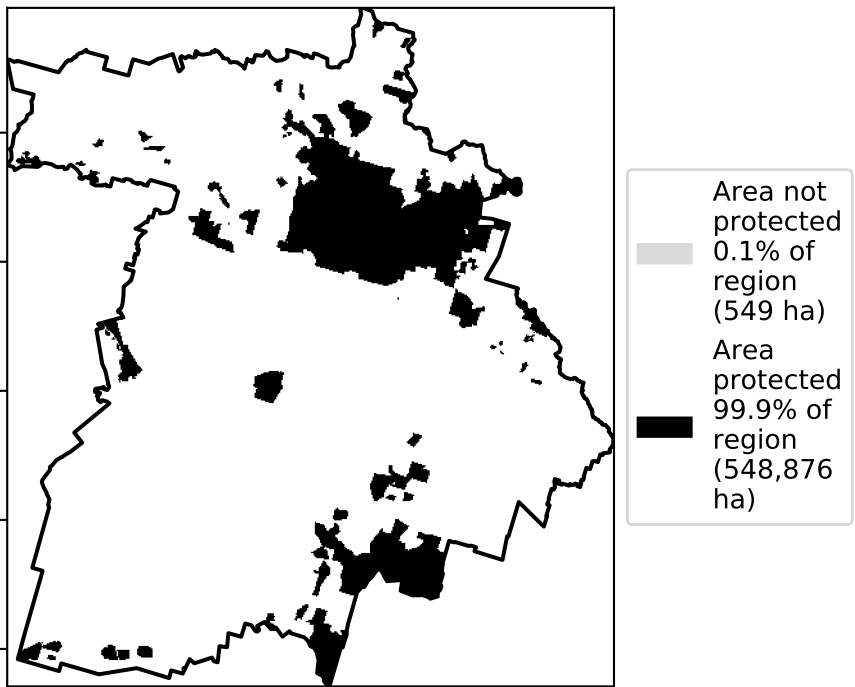 Area not
protected
0.1% of
region
(549 ha)
Area
protected
99.9% of
region
(548,876
ha)